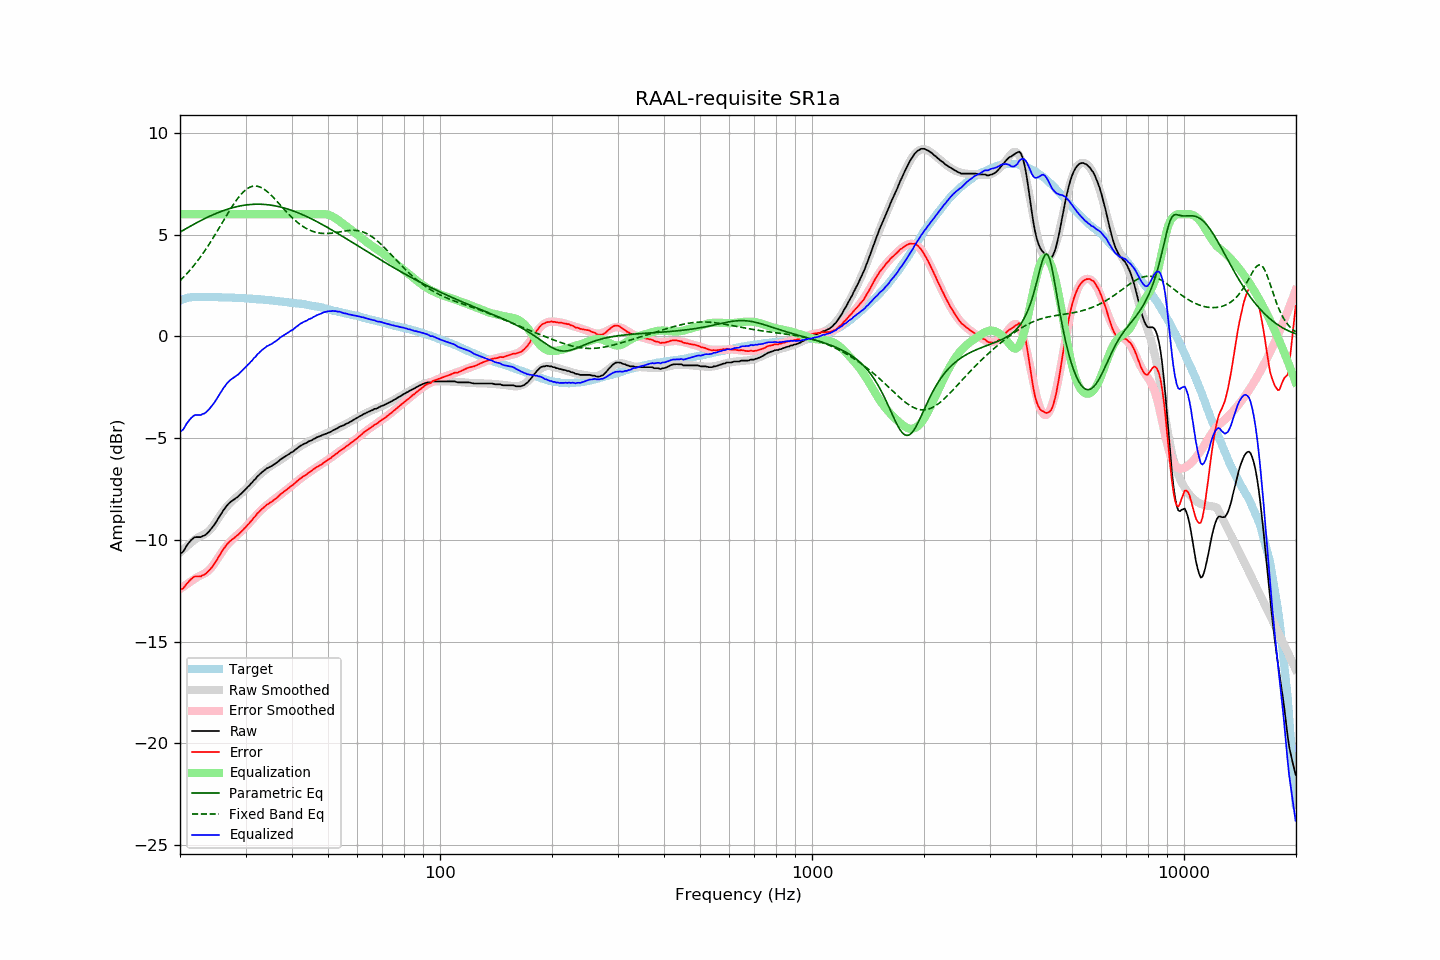 RAAL-requisite SR1a
10
5
0
−5
−10
−15
−20
−25
Amplitude (dBr)
Target
Raw Smoothed
Error Smoothed
Raw
Error
Equalization
Parametric Eq
Fixed Band Eq
Equalized
100
1000
10000
Frequency (Hz)